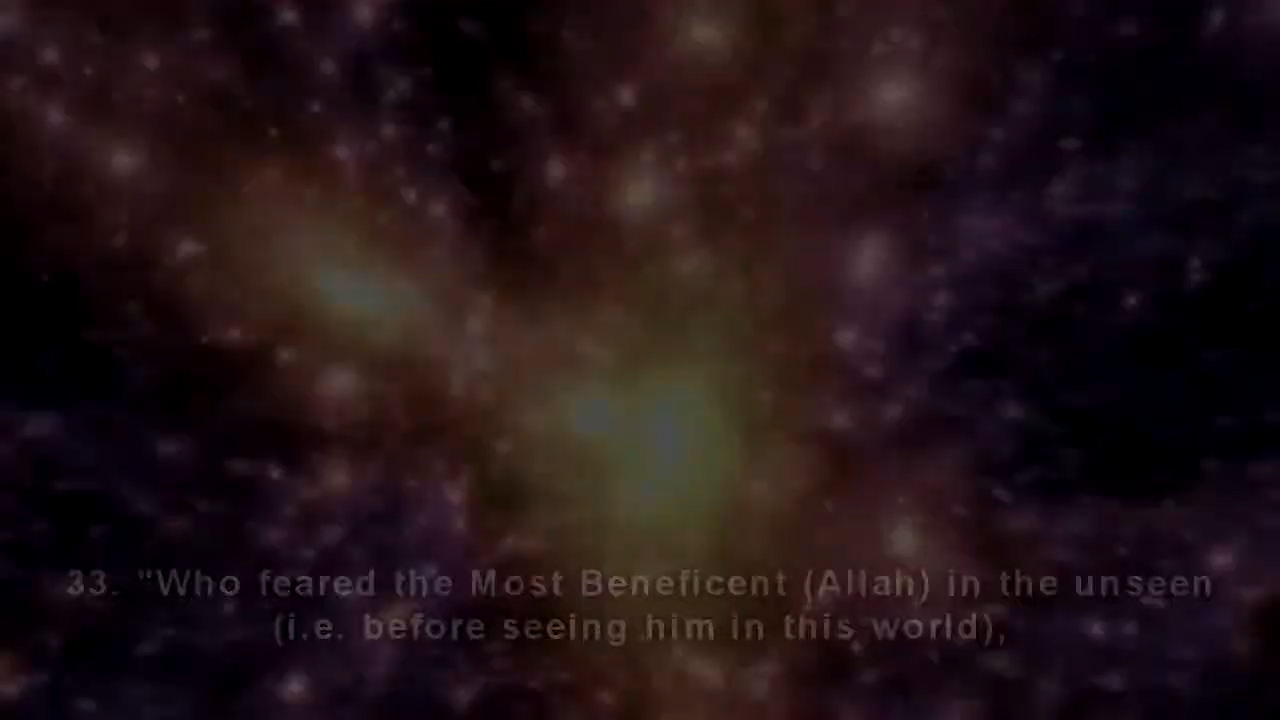 33. "Who feared the Most Beneficent (Allah) in the unseen
(i.e. before seeing him in this world),